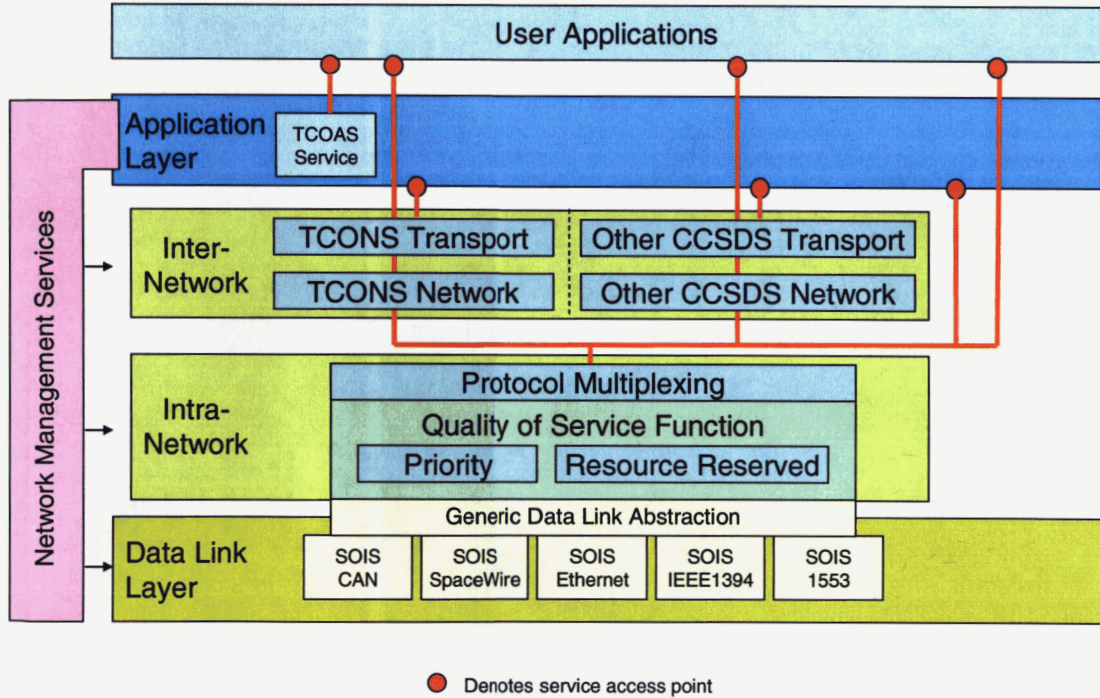 User Applications
Application
Layer
TCOAS
Service
Network Management Services
Inter-
Network
TCONS Transport
Other CCSDS Transport
TCONS Network
Other CCSDS Network
Intra-
Network
Protocol Multiplexing
Quality of Service Function
Priority
Resource Reserved
Generic Data Link Abstraction
Data Link
Layer
SOIS
CAN
SOIS
SpaceWire
SOIS
Ethernet
SOIS
IEEE1394
SOIS
1553
Denotes service access point